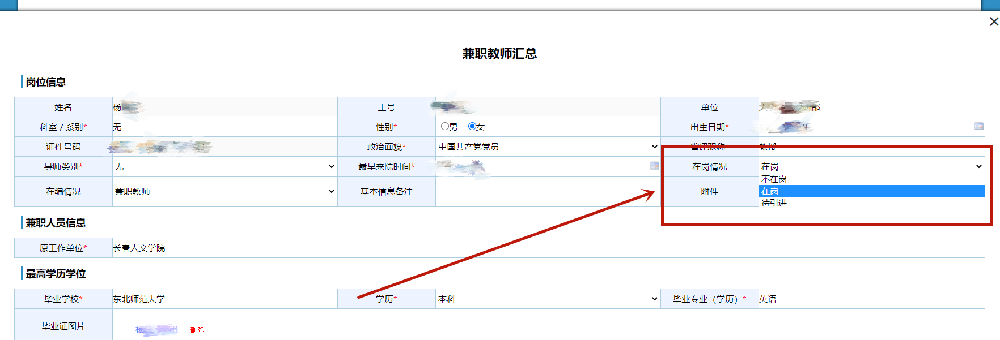 兼职教师汇总
岗位信息
姓名 杨 工号 单位 部
科室 / 系别* 无 性别* 男 女 出生日期* 9
证件号码 政治面貌* 中国共产党党员 省评职称* 教授
导师类别* 无 最早来院时间* 在岗情况 在岗
不在岗
在编情况 兼职教师 基本信息备注 附件 在岗
待引进
兼职人员信息
原工作单位* 长春人文学院
最高学历学位
毕业学校* 东北师范大学 学历* 本科 毕业专业（学历）* 英语
毕业证图片 杨 删除